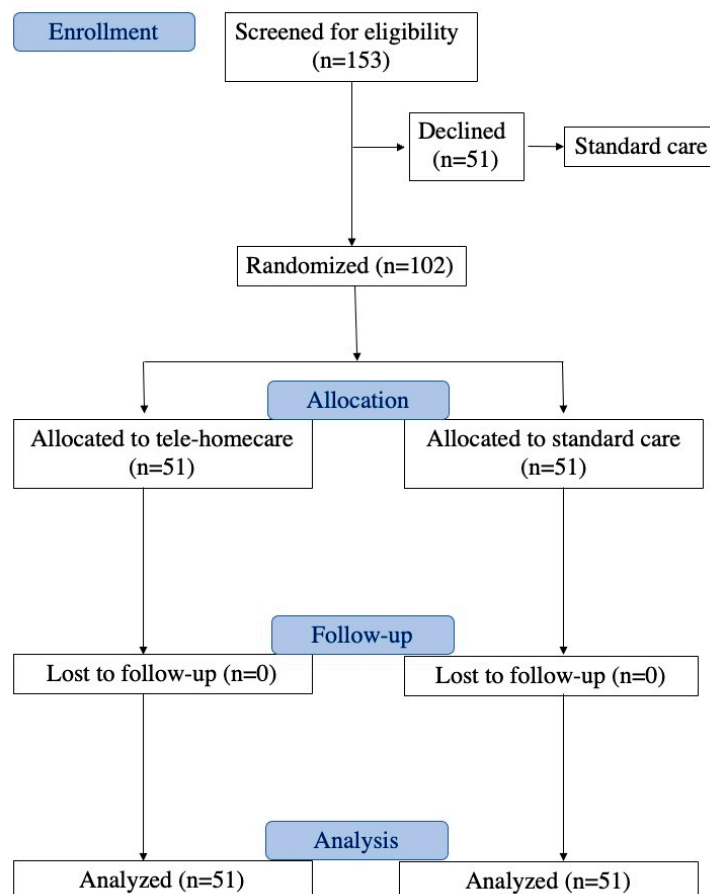 Enrollment
Screened for eligibility
(n=153)
Declined
(n=51)
Standard care
Randomized (n=102)
Allocation
Allocated to tele-homecare
(n=51)
Allocated to standard care
(n=51)
Follow-up
Lost to follow-up (n=0)
Lost to follow-up (n=0)
Analysis
Analyzed (n=51)
Analyzed (n=51)